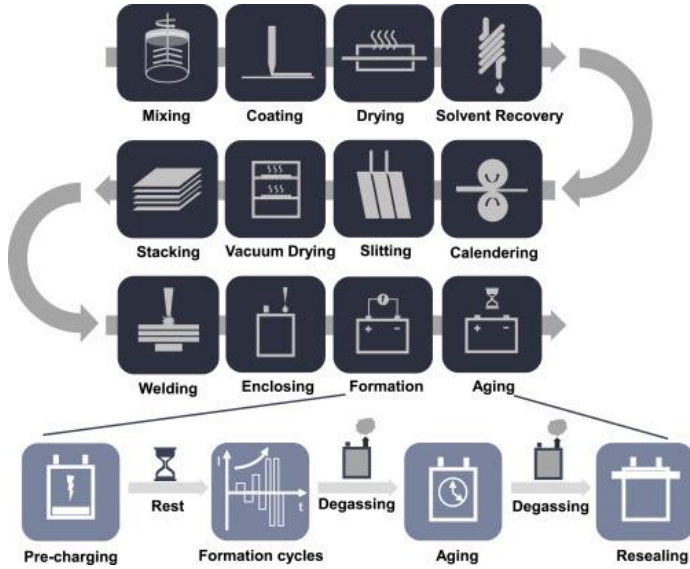 Mixing
Coating
Drying
Solvent Recovery
Stacking
Vacuum Drying
Slitting
Calendering
Welding
Enclosing
Formation
Aging
Rest
I
t
Degassing
Degassing
Pre-charging
Formation cycles
Aging
Resealing